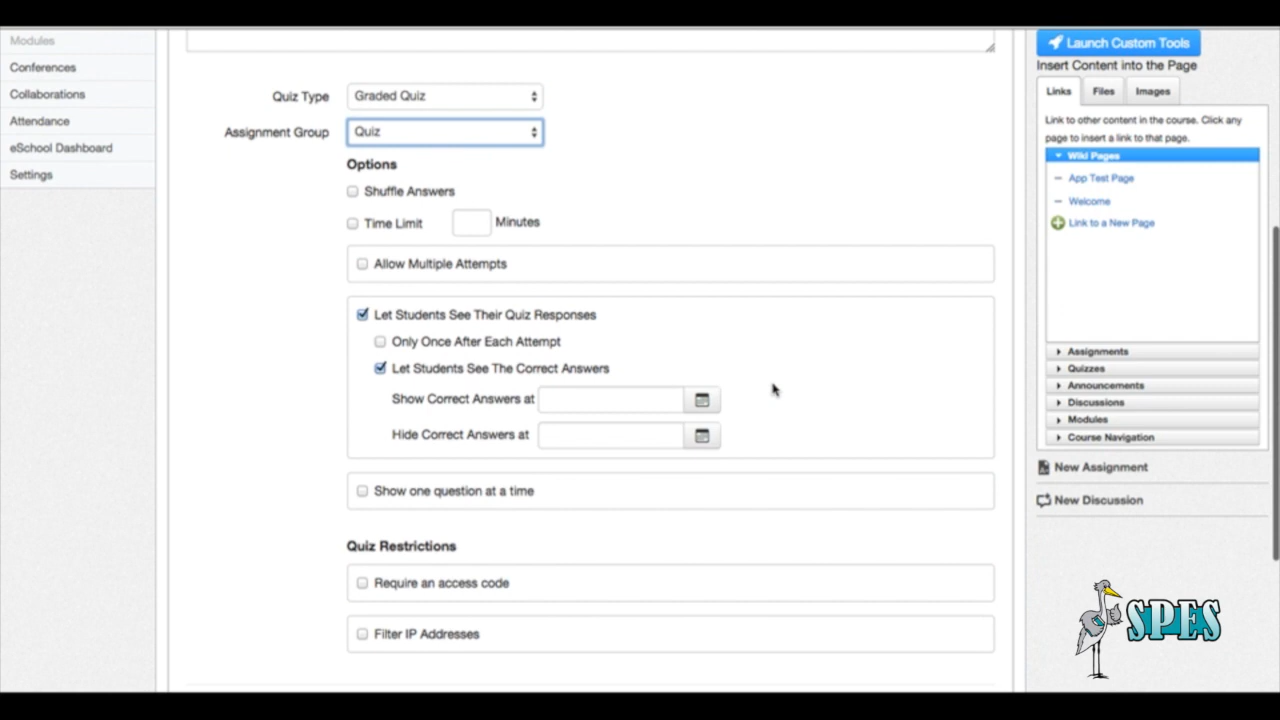 Modules
Conferences
Collaborations
Attendance
eSchool Dashboard
Settings
Quiz Type Graded Quiz
Assignment Group Quiz
Options
Shuffle Answers
Time Limit Minutes
Allow Multiple Attempts
Let Students See Their Quiz Responses
Only Once After Each Attempt
Let Students See The Correct Answers
Show Correct Answers at
Hide Correct Answers at
Show one question at a time
Quiz Restrictions
Require an access code
Filter IP Addresses
Launch Custom Tools
Insert Content into the Page
Links Files Images
Link to other content in the course. Click any
page to insert a link to that page.
Wiki Pages
App Test Page
Welcome
Link to a New Page
Assignments
Quizzes
Announcements
Discussions
Modules
Course Navigation
New Assignment
New Discussion
SPES